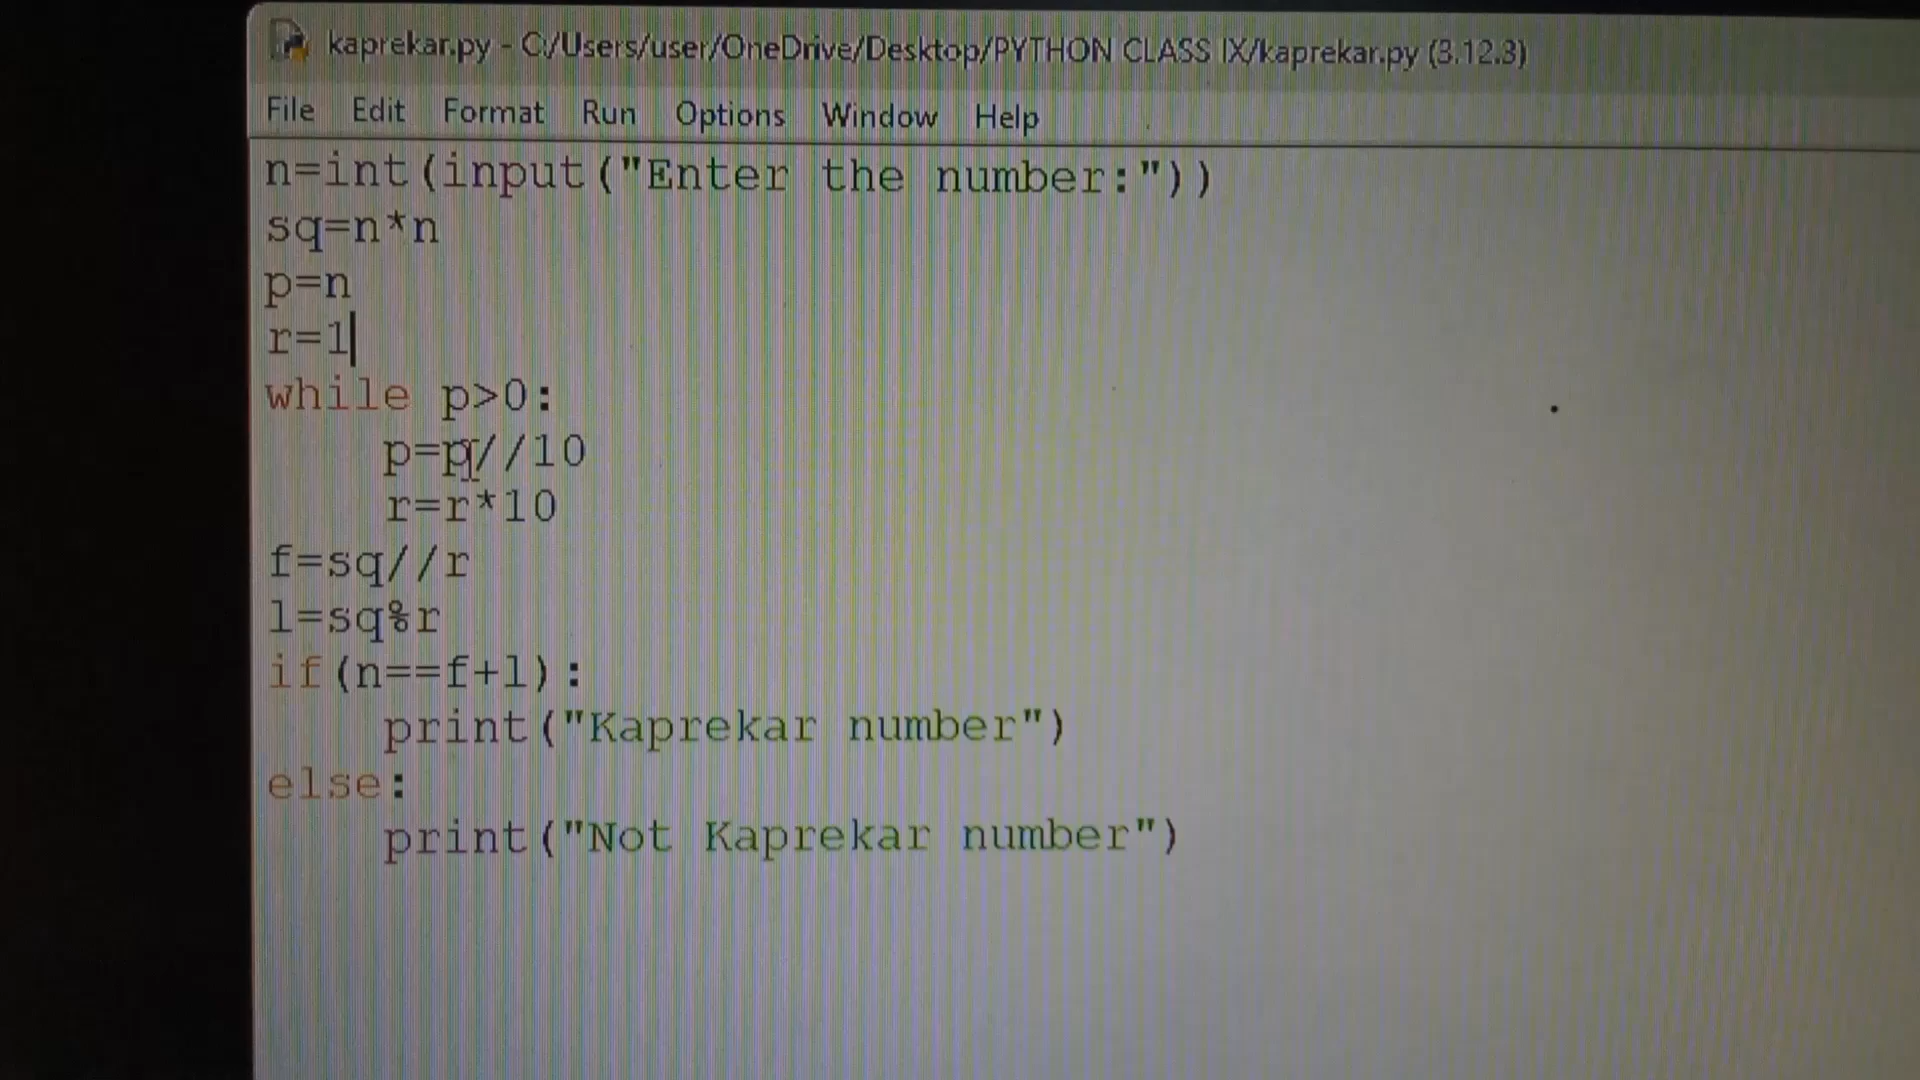 kaprekar.py - C:/Users/user/OneDrive/Desktop/PYTHON CLASS IX/kaprekar.py (3.12.3)
File Edit Format Run Options Window Help
n=int(input("Enter the number:"))
sq=n*n
p=n
r=1
while p>0:
    p=p//10
    r=r*10
f=sq//r
l=sq%r
if(n==f+l):
    print("Kaprekar number")
else:
    print("Not Kaprekar number")